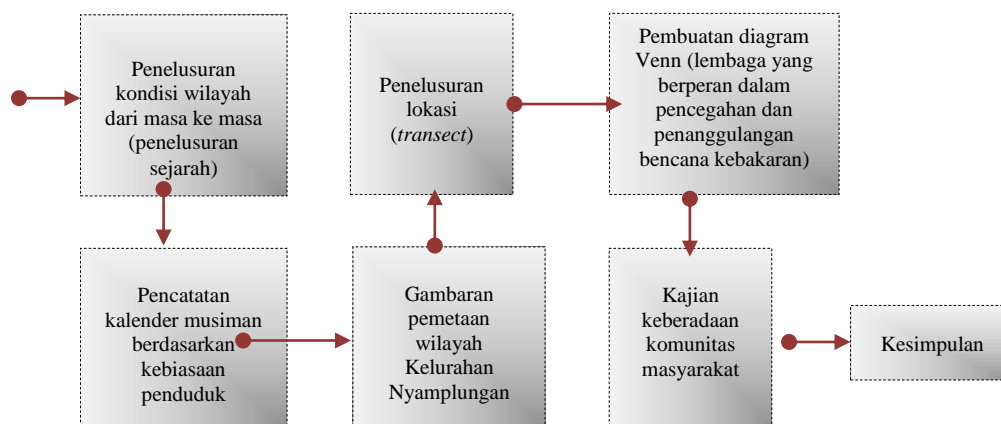 Penelusuran
kondisi wilayah
dari masa ke masa
(penelusuran
sejarah)
Pencatatan
kalender musiman
berdasarkan
kebiasaan
penduduk
Gambaran
pemetaan
wilayah
Kelurahan
Nyamplungan
Penelusuran
lokasi
(transect)
Pembuatan diagram
Venn (lembaga yang
berperan dalam
pencegahan dan
penanggulangan
bencana kebakaran)
Kajian
keberadaan
komunitas
masyarakat
Kesimpulan